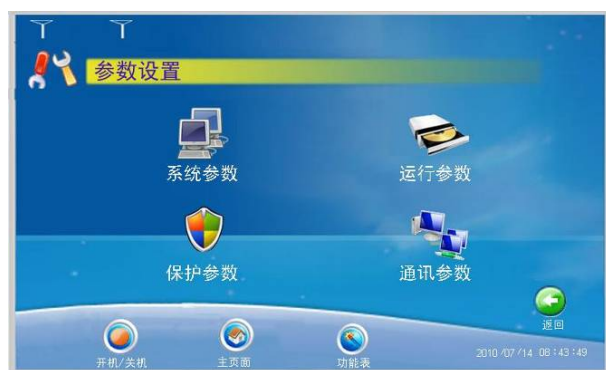 参数设置
系统参数
运行参数
保护参数
通讯参数
返回
开机/关机
主页面
功能表
2010/07/14 08:43:49